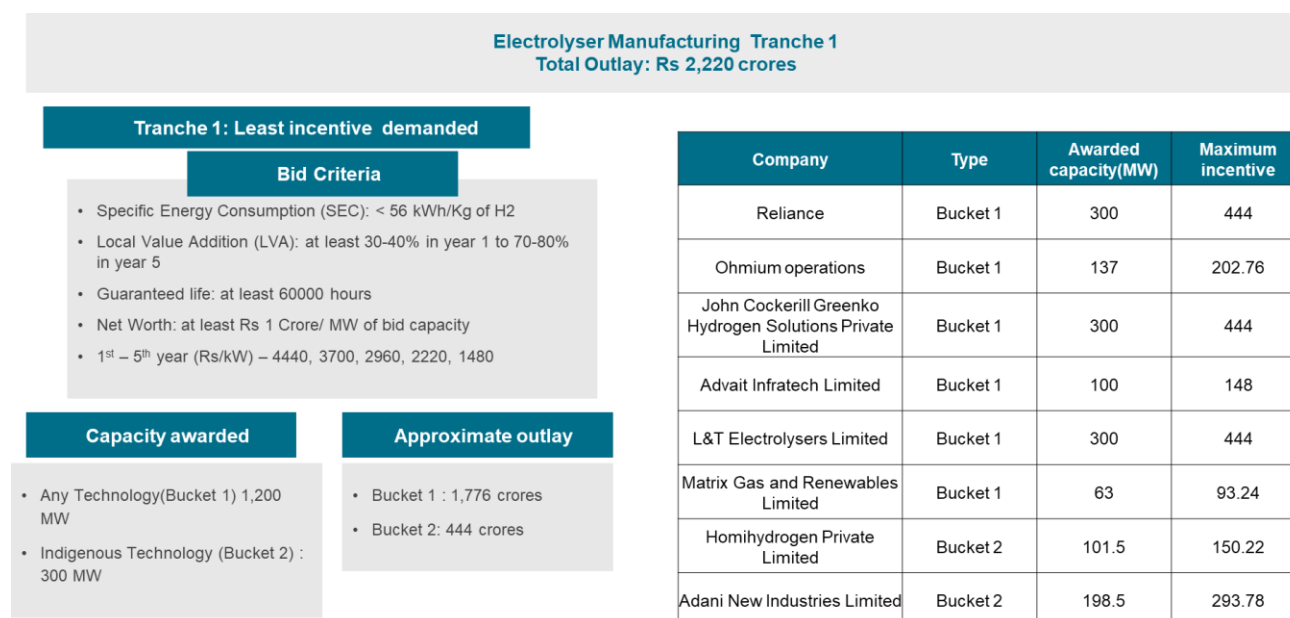 Electrolyser Manufacturing Tranche 1
Total Outlay: Rs 2,220 crores
Tranche 1: Least incentive demanded
Bid Criteria
• Specific Energy Consumption (SEC): < 56 kWh/Kg of H2
• Local Value Addition (LVA): at least 30-40% in year 1 to 70-80%
in year 5
• Guaranteed life: at least 60000 hours
• Net Worth: at least Rs 1 Crore/ MW of bid capacity
• 1st – 5th year (Rs/kW) – 4440, 3700, 2960, 2220, 1480
Capacity awarded
• Any Technology(Bucket 1) 1,200
MW
• Indigenous Technology (Bucket 2) :
300 MW
Approximate outlay
• Bucket 1 : 1,776 crores
• Bucket 2: 444 crores
Company Type Awarded capacity(MW) Maximum incentive
Reliance Bucket 1 300 444
Ohmium operations Bucket 1 137 202.76
John Cockerill Greenko
Hydrogen Solutions Private
Limited Bucket 1 300 444
Advait Infratech Limited Bucket 1 100 148
L&T Electrolysers Limited Bucket 1 300 444
Matrix Gas and Renewables
Limited Bucket 1 63 93.24
Homihydrogen Private
Limited Bucket 2 101.5 150.22
Adani New Industries Limited Bucket 2 198.5 293.78